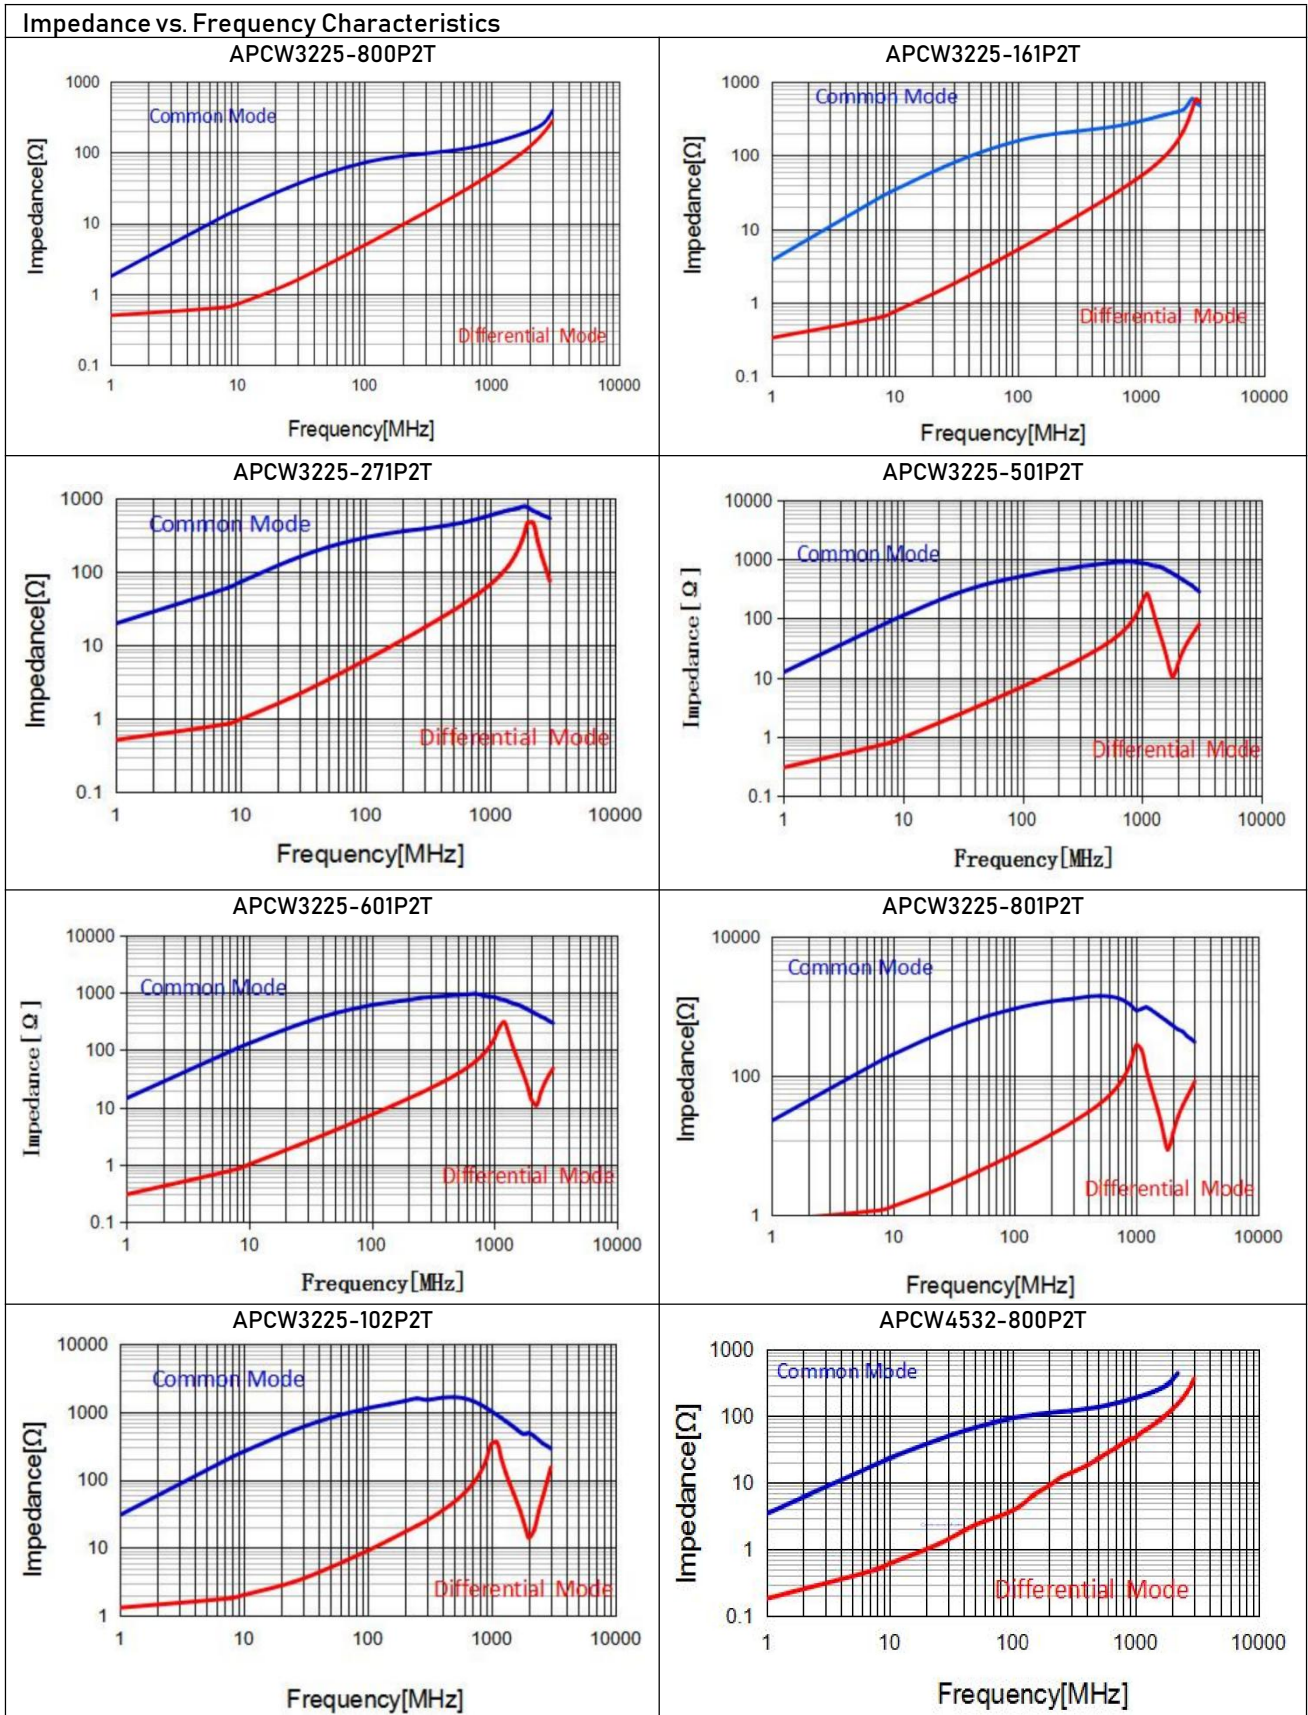 Impedance vs. Frequency Characteristics
APCW3225-800P2T
Impedance[Ω]
1000
100
10
1
0.1
Common Mode
Differential Mode
1 10 100 1000 10000
Frequency[MHz]
APCW3225-161P2T
Impedance[Ω]
1000
100
10
1
0.1
Common Mode
Differential Mode
1 10 100 1000 10000
Frequency[MHz]
APCW3225-271P2T
Impedance[Ω]
1000
100
10
1
0.1
Common Mode
Differential Mode
1 10 100 1000 10000
Frequency[MHz]
APCW3225-501P2T
Impedance[Ω]
10000
1000
100
10
1
0.1
Common Mode
Differential Mode
1 10 100 1000 10000
Frequency[MHz]
APCW3225-601P2T
Impedance[Ω]
10000
1000
100
10
1
0.1
Common Mode
Differential Mode
1 10 100 1000 10000
Frequency[MHz]
APCW3225-801P2T
Impedance[Ω]
10000
100
1
Common Mode
Differential Mode
1 10 100 1000 10000
Frequency[MHz]
APCW3225-102P2T
Impedance[Ω]
10000
1000
100
10
1
Common Mode
Differential Mode
1 10 100 1000 10000
Frequency[MHz]
APCW4532-800P2T
Impedance[Ω]
1000
100
10
1
0.1
Common Mode
Differential Mode
1 10 100 1000 10000
Frequency[MHz]